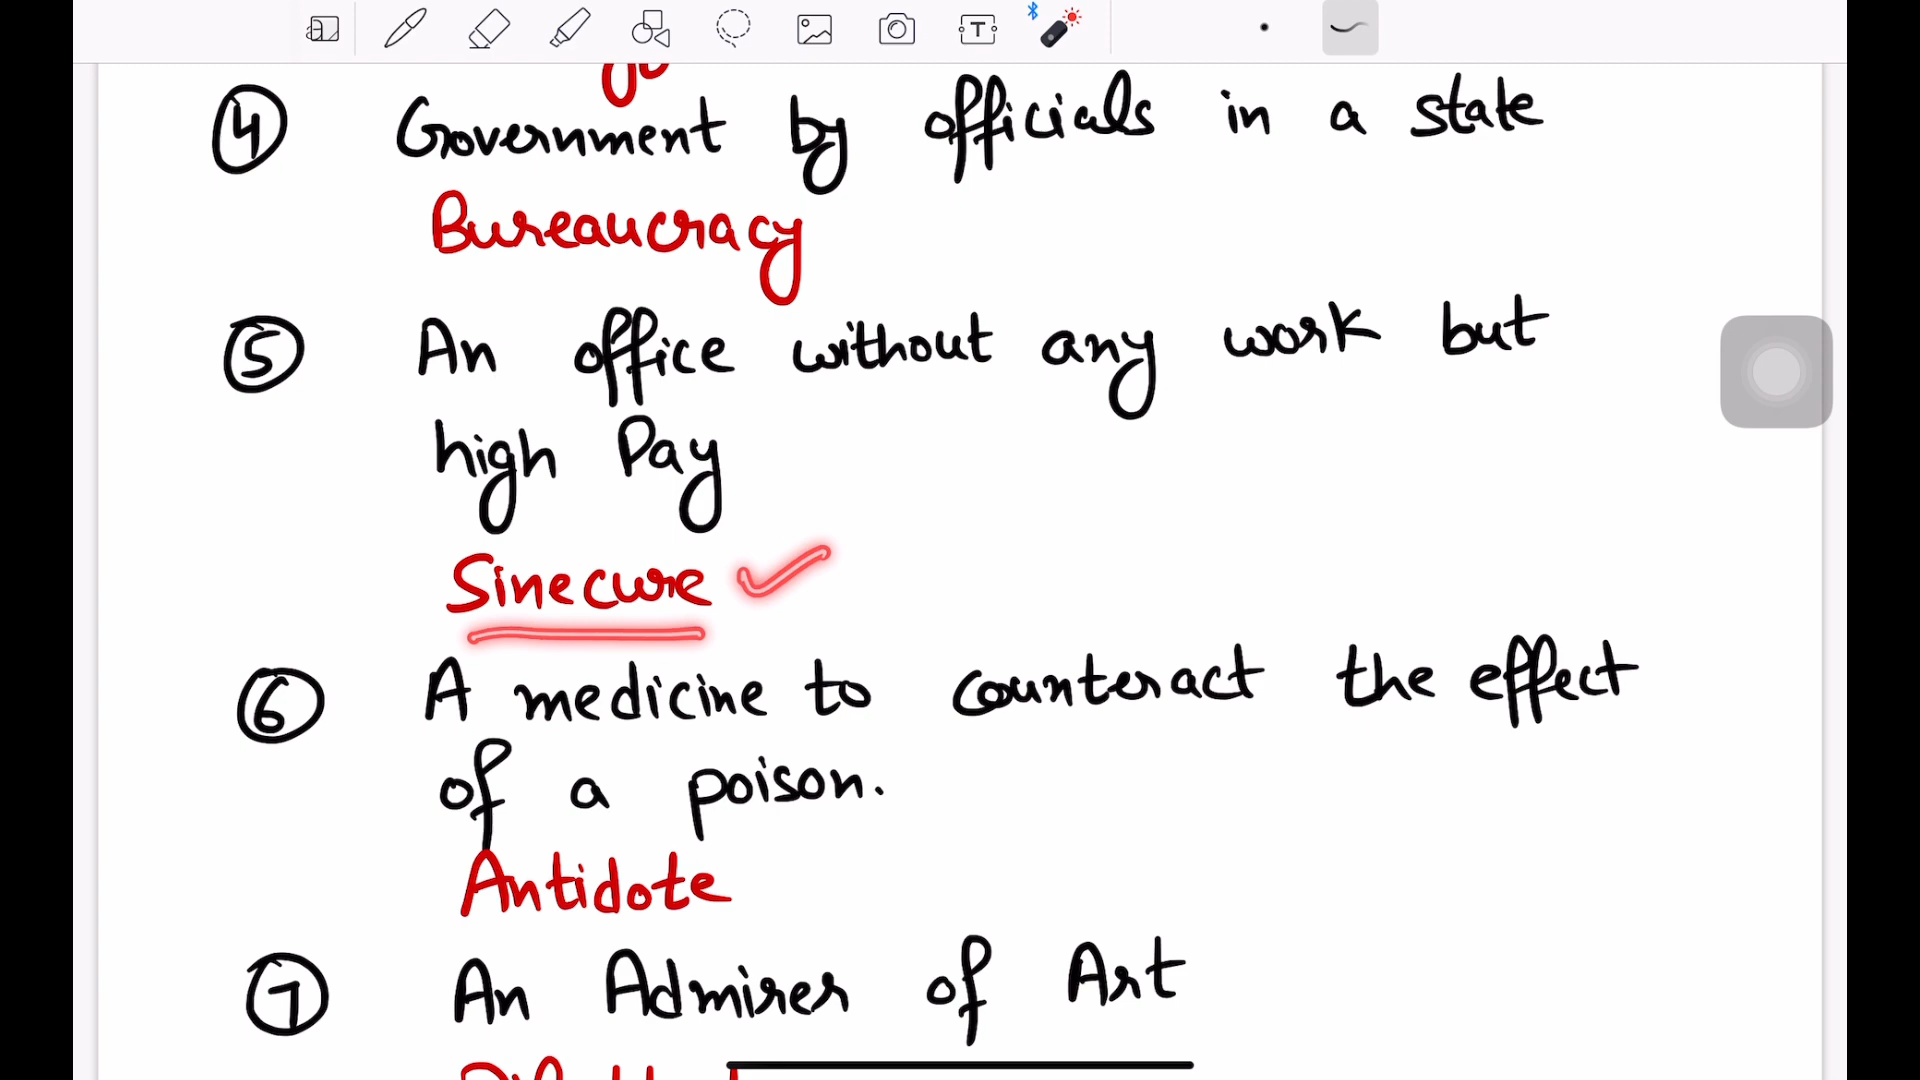 ④ Government by officials in a state
Bureaucracy
⑤ An office without any work but
high Pay
Sinecure ✓
⑥ A medicine to counteract the effect
of a poison.
Antidote
⑦ An Admirer of Art